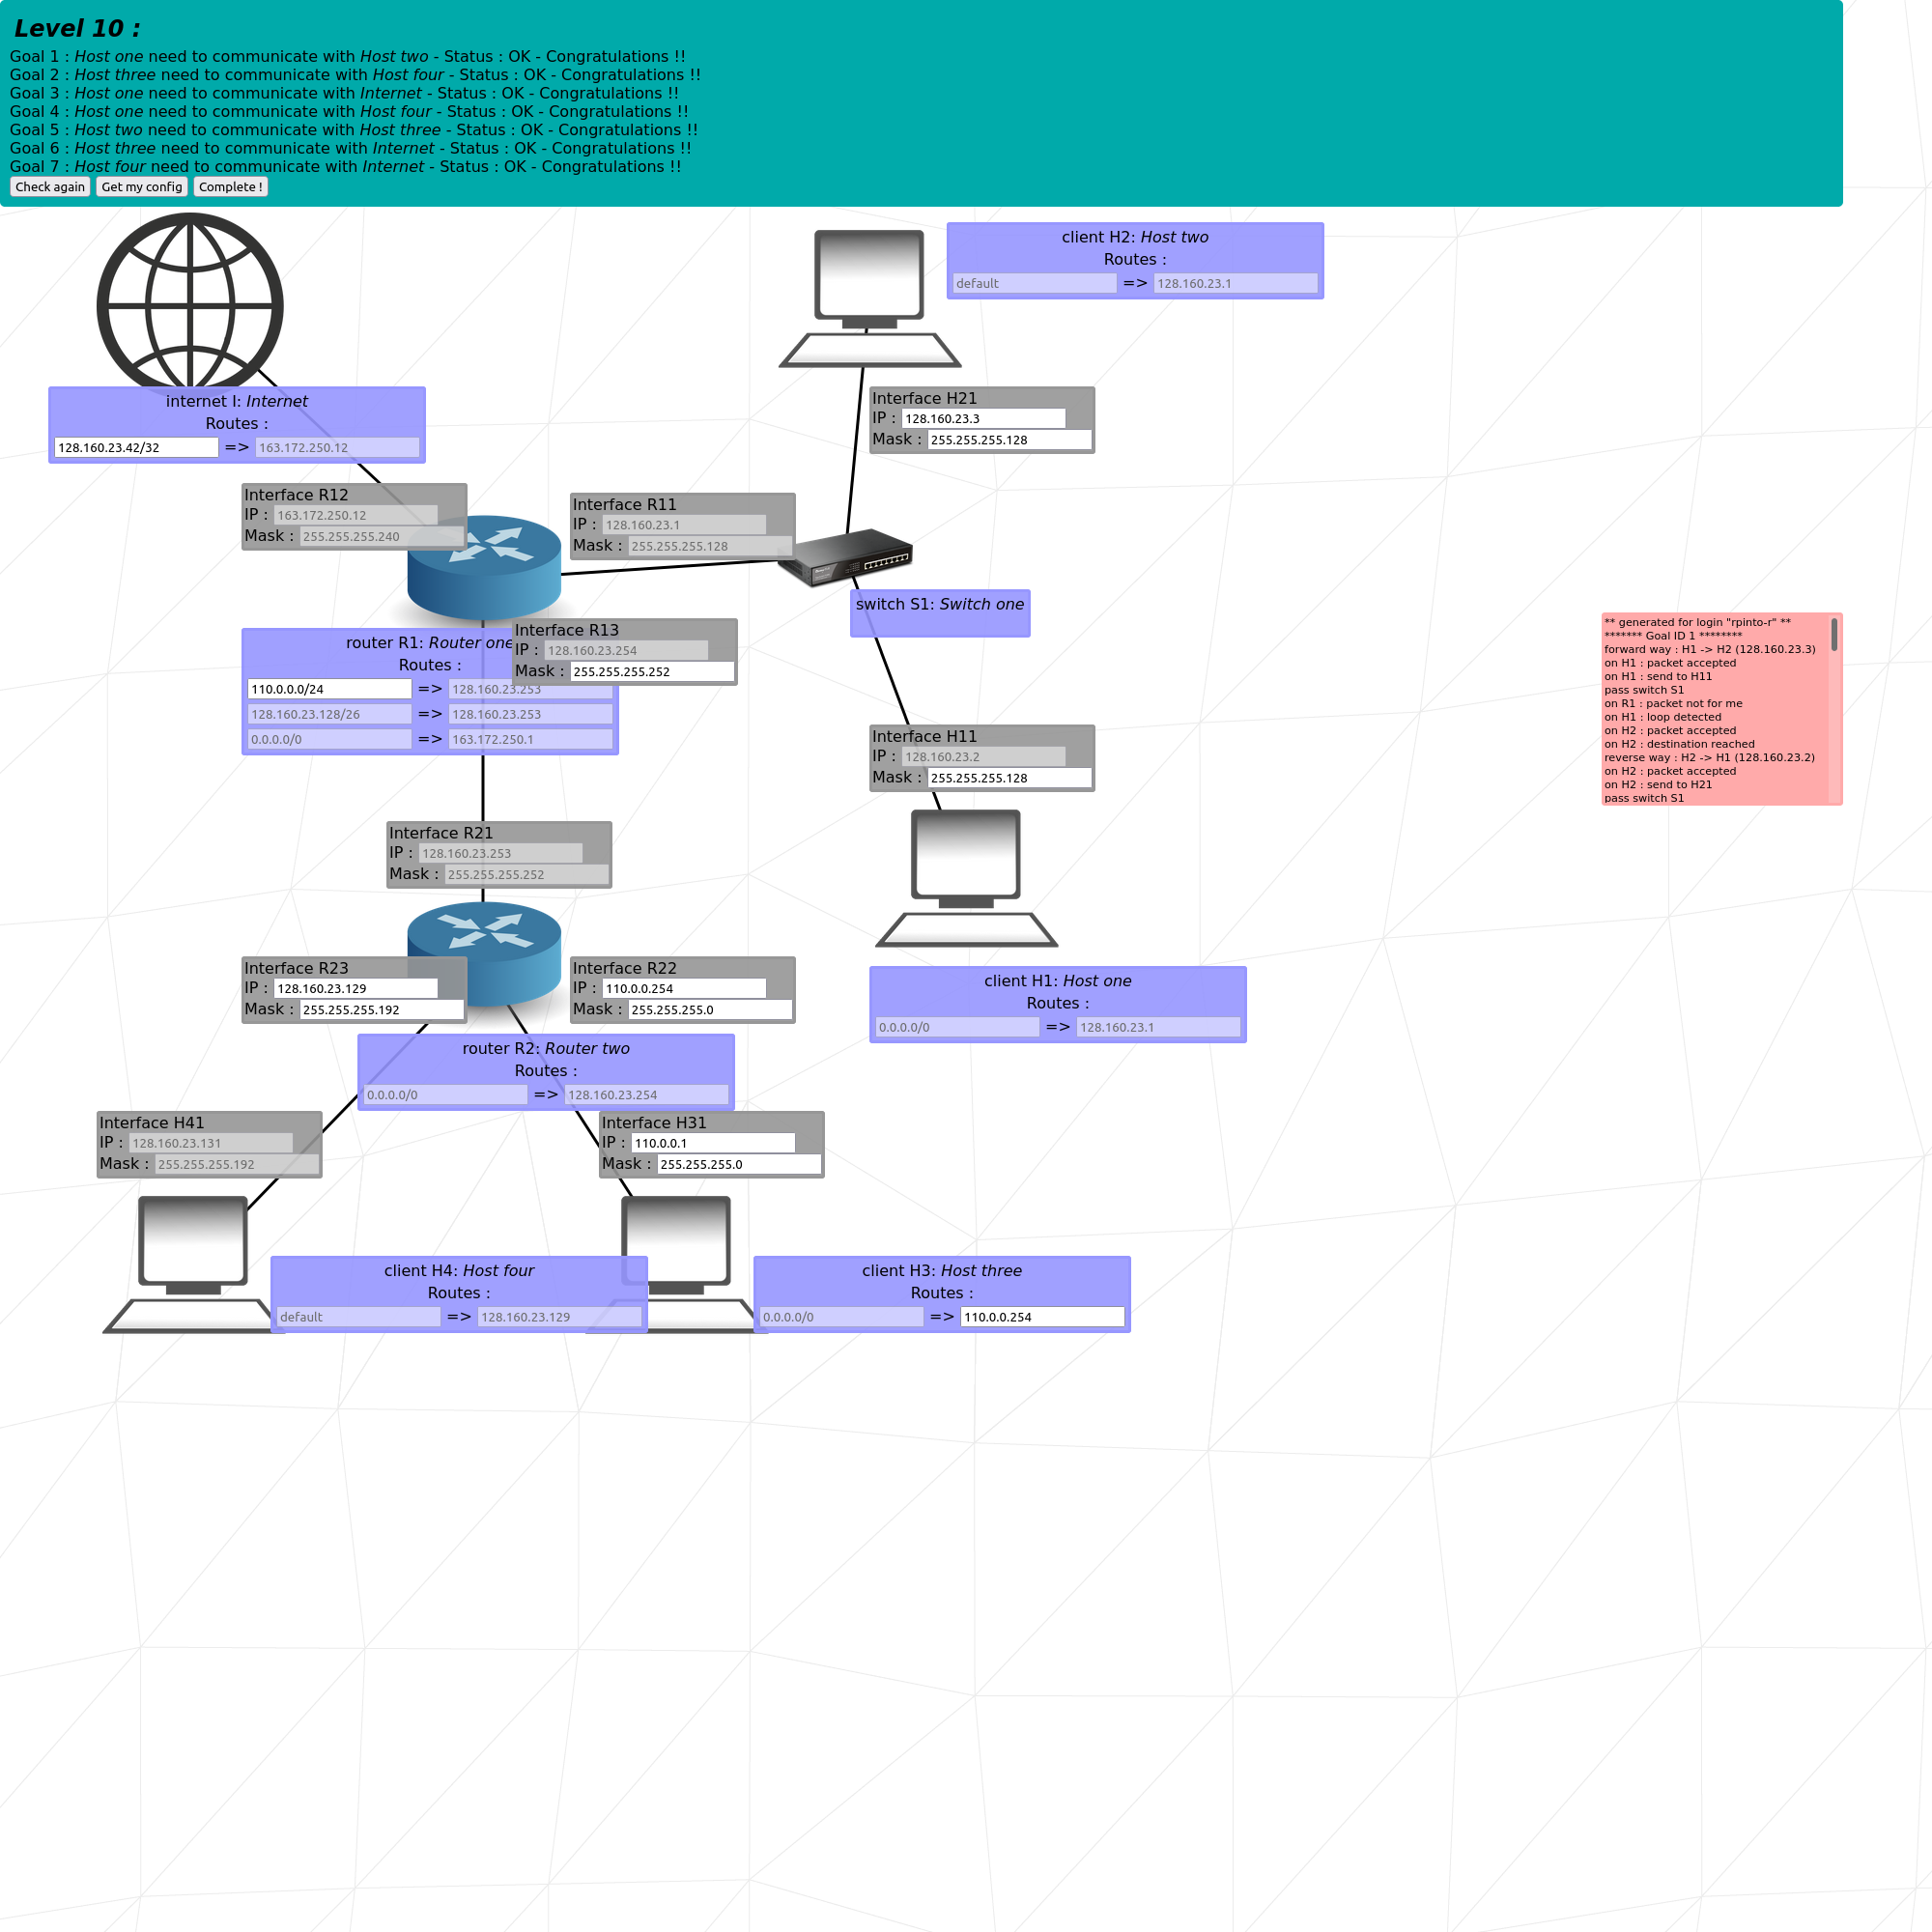 Level 10 :
Goal 1 : Host one need to communicate with Host two - Status : OK - Congratulations !!
Goal 2 : Host three need to communicate with Host four - Status : OK - Congratulations !!
Goal 3 : Host one need to communicate with Internet - Status : OK - Congratulations !!
Goal 4 : Host one need to communicate with Host four - Status : OK - Congratulations !!
Goal 5 : Host two need to communicate with Host three - Status : OK - Congratulations !!
Goal 6 : Host three need to communicate with Internet - Status : OK - Congratulations !!
Goal 7 : Host four need to communicate with Internet - Status : OK - Congratulations !!
Check again Get my config Complete !
client H2: Host two
Routes :
default => 128.160.23.1
internet I: Internet
Routes :
128.160.23.42/32 => 163.172.250.12
Interface H21
IP : 128.160.23.3
Mask : 255.255.255.128
Interface R12
IP : 163.172.250.12
Mask : 255.255.255.240
Interface R11
IP : 128.160.23.1
Mask : 255.255.255.128
switch S1: Switch one
router R1: Router one
Routes :
110.0.0.0/24 => 128.160.23.253
128.160.23.128/26 => 128.160.23.253
0.0.0.0/0 => 163.172.250.1
Interface R13
IP : 128.160.23.254
Mask : 255.255.255.252
** generated for login "rpinto-r" **
******* Goal ID 1 ********
forward way : H1 -> H2 (128.160.23.3)
on H1 : packet accepted
on H1 : send to H11
pass switch S1
on R1 : packet not for me
on H1 : loop detected
on H2 : packet accepted
on H2 : destination reached
reverse way : H2 -> H1 (128.160.23.2)
on H2 : packet accepted
on H2 : send to H21
pass switch S1
Interface H11
IP : 128.160.23.2
Mask : 255.255.255.128
Interface R21
IP : 128.160.23.253
Mask : 255.255.255.252
Interface R23
IP : 128.160.23.129
Mask : 255.255.255.192
Interface R22
IP : 110.0.0.254
Mask : 255.255.255.0
client H1: Host one
Routes :
0.0.0.0/0 => 128.160.23.1
router R2: Router two
Routes :
0.0.0.0/0 => 128.160.23.254
Interface H41
IP : 128.160.23.131
Mask : 255.255.255.192
Interface H31
IP : 110.0.0.1
Mask : 255.255.255.0
client H4: Host four
Routes :
default => 128.160.23.129
client H3: Host three
Routes :
0.0.0.0/0 => 110.0.0.254